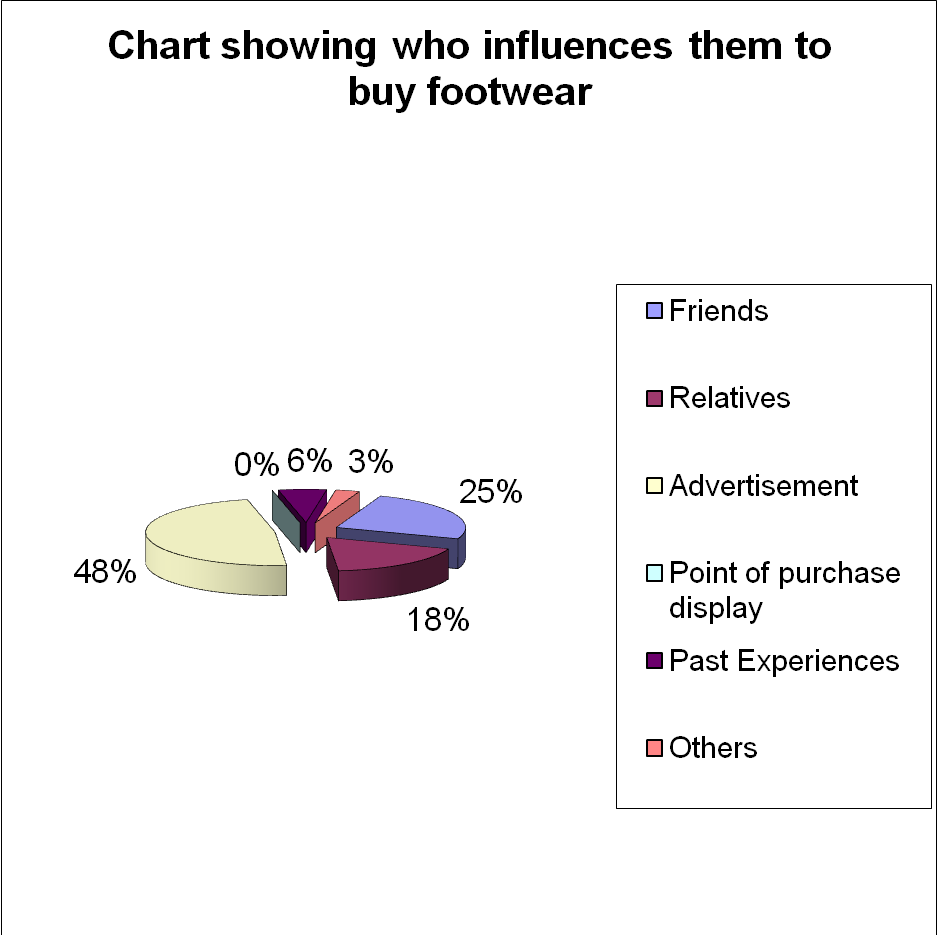 Chart showing who influences them to
buy footwear
0% 6% 3%
25%
48%
18%
Friends
Relatives
Advertisement
Point of purchase
display
Past Experiences
Others